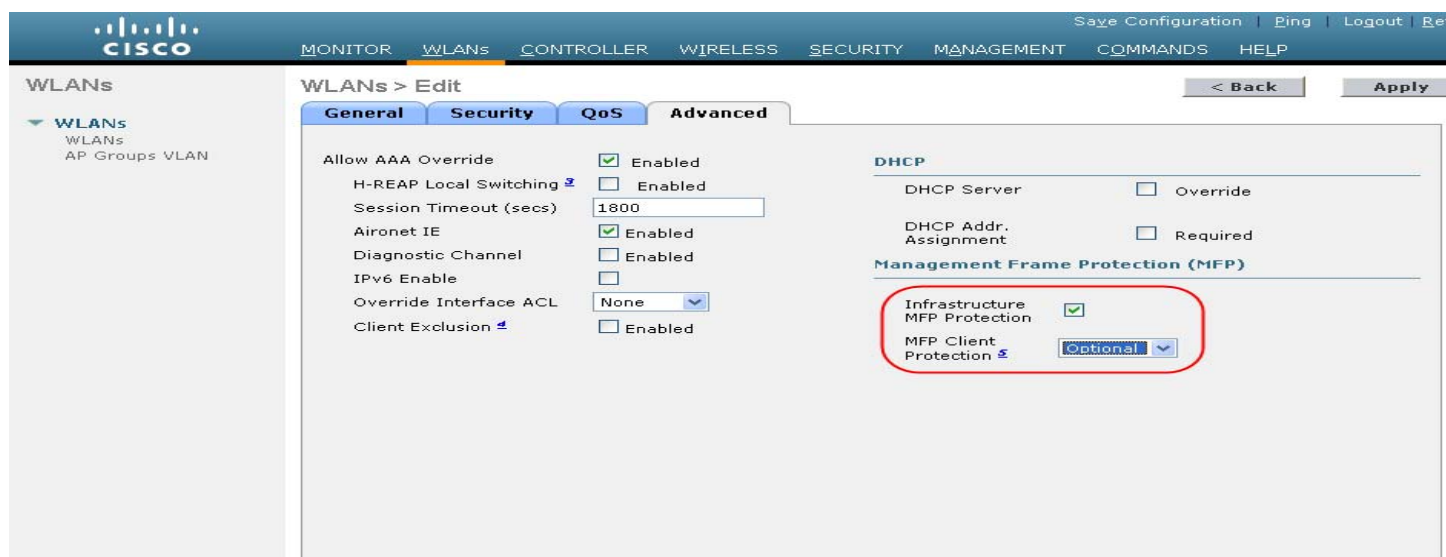 Save Configuration | Ping | Logout | Re
CISCO
MONITOR WLANs CONTROLLER WIRELESS SECURITY MANAGEMENT COMMANDS HELP
WLANs
WLANs > Edit
< Back
Apply
WLANs
WLANs
AP Groups VLAN
General Security QoS Advanced
Allow AAA Override Enabled
H-REAP Local Switching 3 Enabled
Session Timeout (secs) 1800
Aironet IE Enabled
Diagnostic Channel Enabled
IPv6 Enable
Override Interface ACL None
Client Exclusion 4 Enabled
DHCP
DHCP Server Override
DHCP Addr.
Assignment Required
Management Frame Protection (MFP)
Infrastructure
MFP Protection
MFP Client
Protection 5 Optional